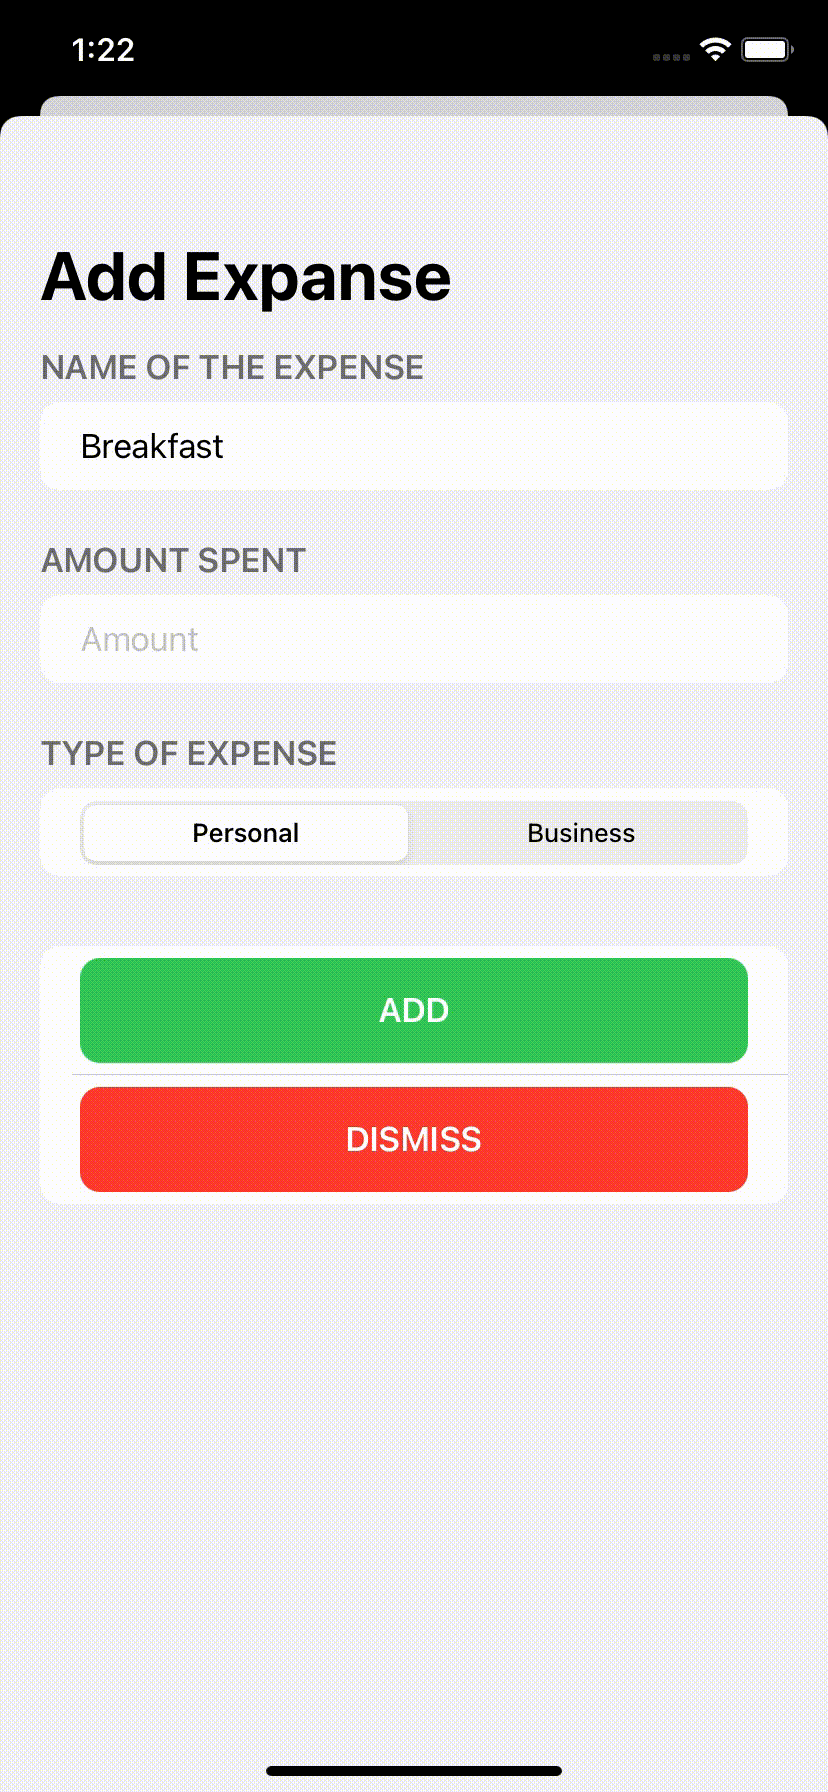 1:22
Add Expanse
NAME OF THE EXPENSE
Breakfast
AMOUNT SPENT
Amount
TYPE OF EXPENSE
Personal Business
ADD
DISMISS